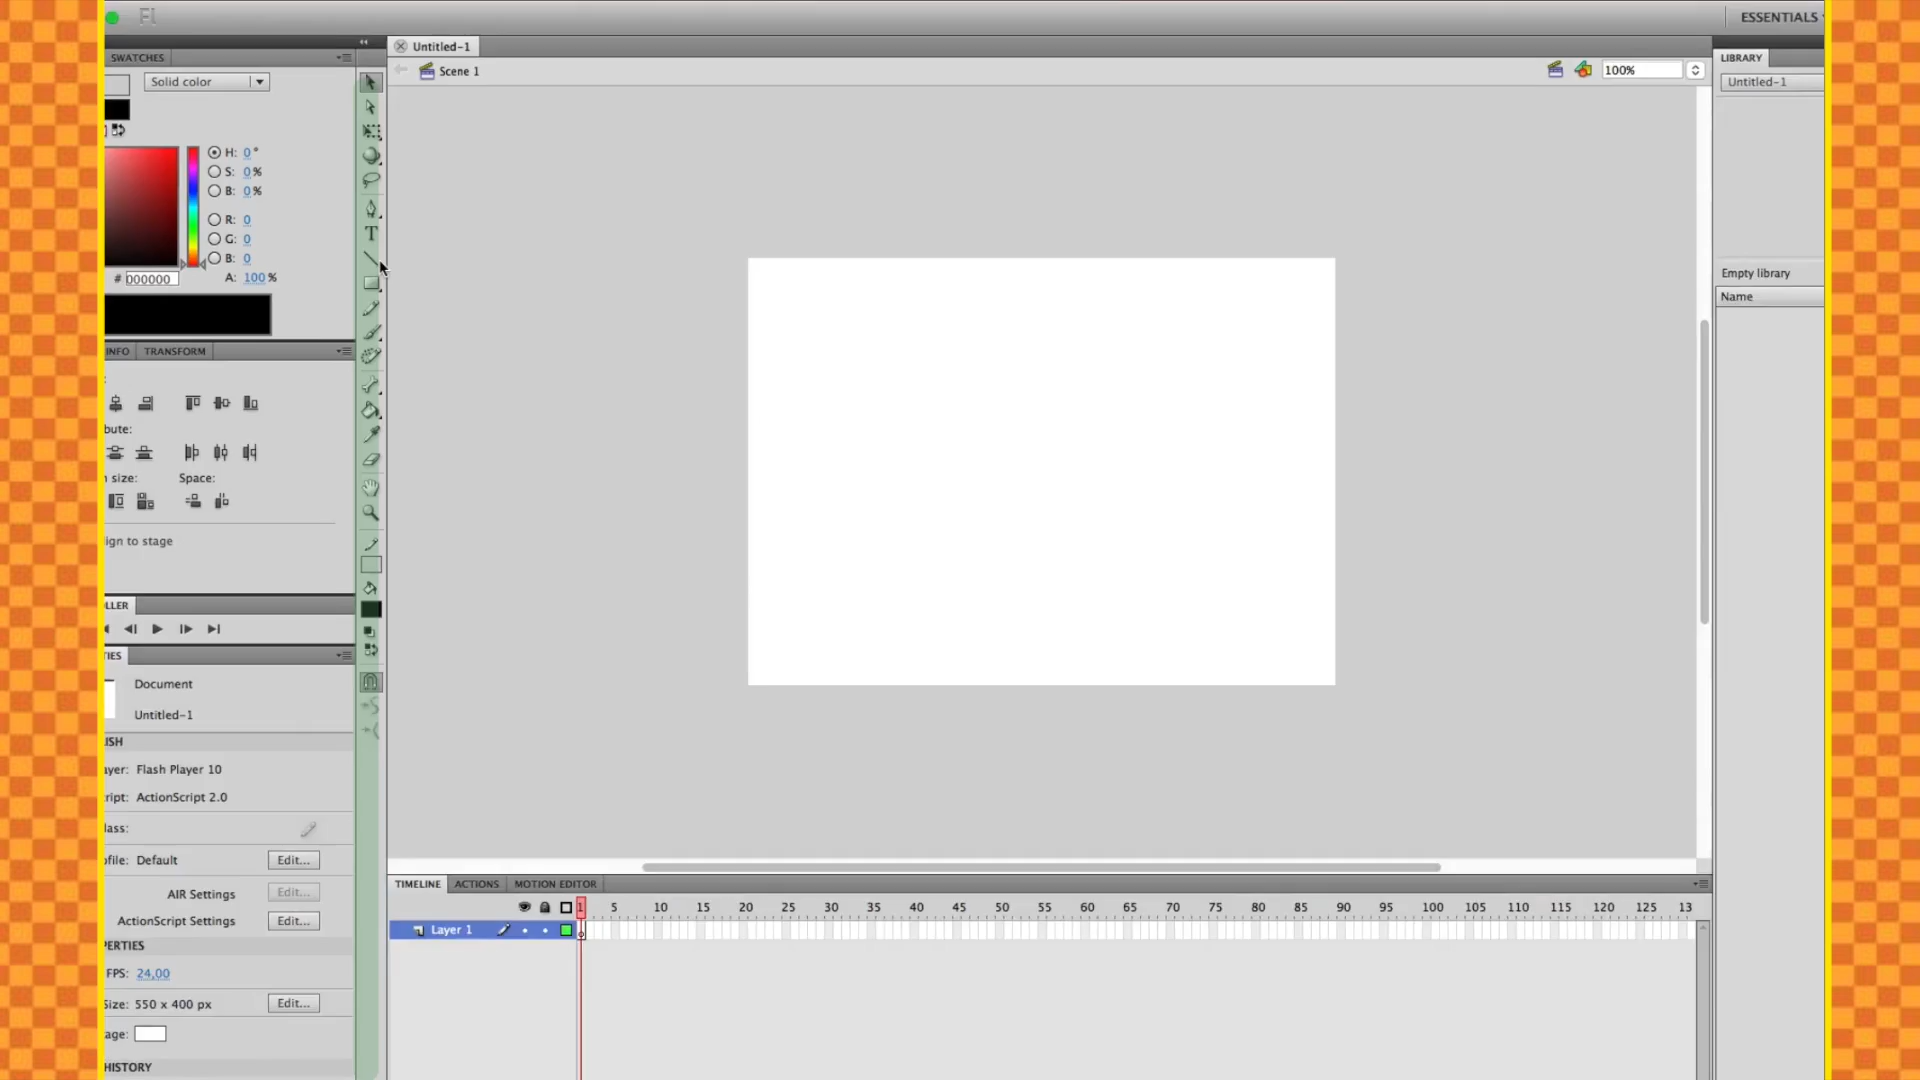 Fl
ESSENTIALS
SWATCHES
Solid color
H: 0 °
S: 0 %
B: 0 %
R: 0
G: 0
B: 0
# 000000
A: 100 %
INFO TRANSFORM
bute:
n size: Space:
ign to stage
LLER
TIES
Document
Untitled-1
ISH
ayer: Flash Player 10
ript: ActionScript 2.0
lass:
ofile: Default Edit...
AIR Settings Edit...
ActionScript Settings Edit...
PERTIES
FPS: 24,00
Size: 550 x 400 px Edit...
age:
HISTORY
T
Untitled-1
Scene 1
100%
TIMELINE ACTIONS MOTION EDITOR
1 5 10 15 20 25 30 35 40 45 50 55 60 65 70 75 80 85 90 95 100 105 110 115 120 125 13
Layer 1
LIBRARY
Untitled-1
Empty library
Name